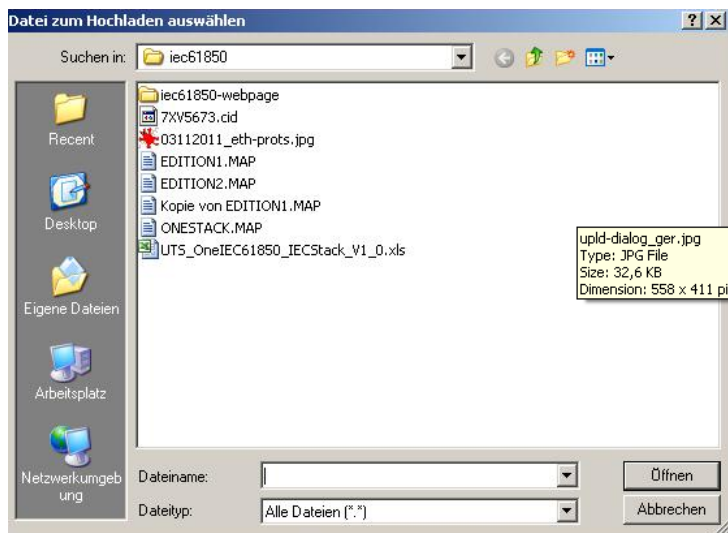 Datei zum Hochladen auswählen
Suchen in: iec61850
Recent
Desktop
Eigene Dateien
Arbeitsplatz
Netzwerkumgeb
ung
iec61850-webpage
7XV5673.cid
03112011_eth-prots.jpg
EDITION1.MAP
EDITION2.MAP
Kopie von EDITION1.MAP
ONESTACK.MAP
UTS_OneIEC61850_IECStack_V1_0.xls
upld-dialog_ger.jpg
Type: JPG File
Size: 32,6 KB
Dimension: 558 x 411 pi
Dateiname: Öffnen
Dateityp: Alle Dateien (*.*) Abbrechen